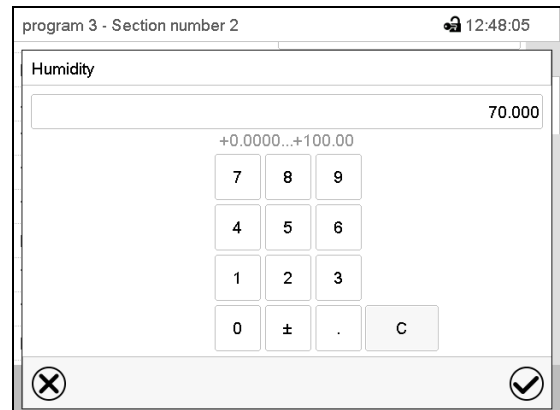 program 3 - Section number 2 12:48:05
Humidity
70.000
+0.0000...+100.00
7 8 9
4 5 6
1 2 3
0 ± . C